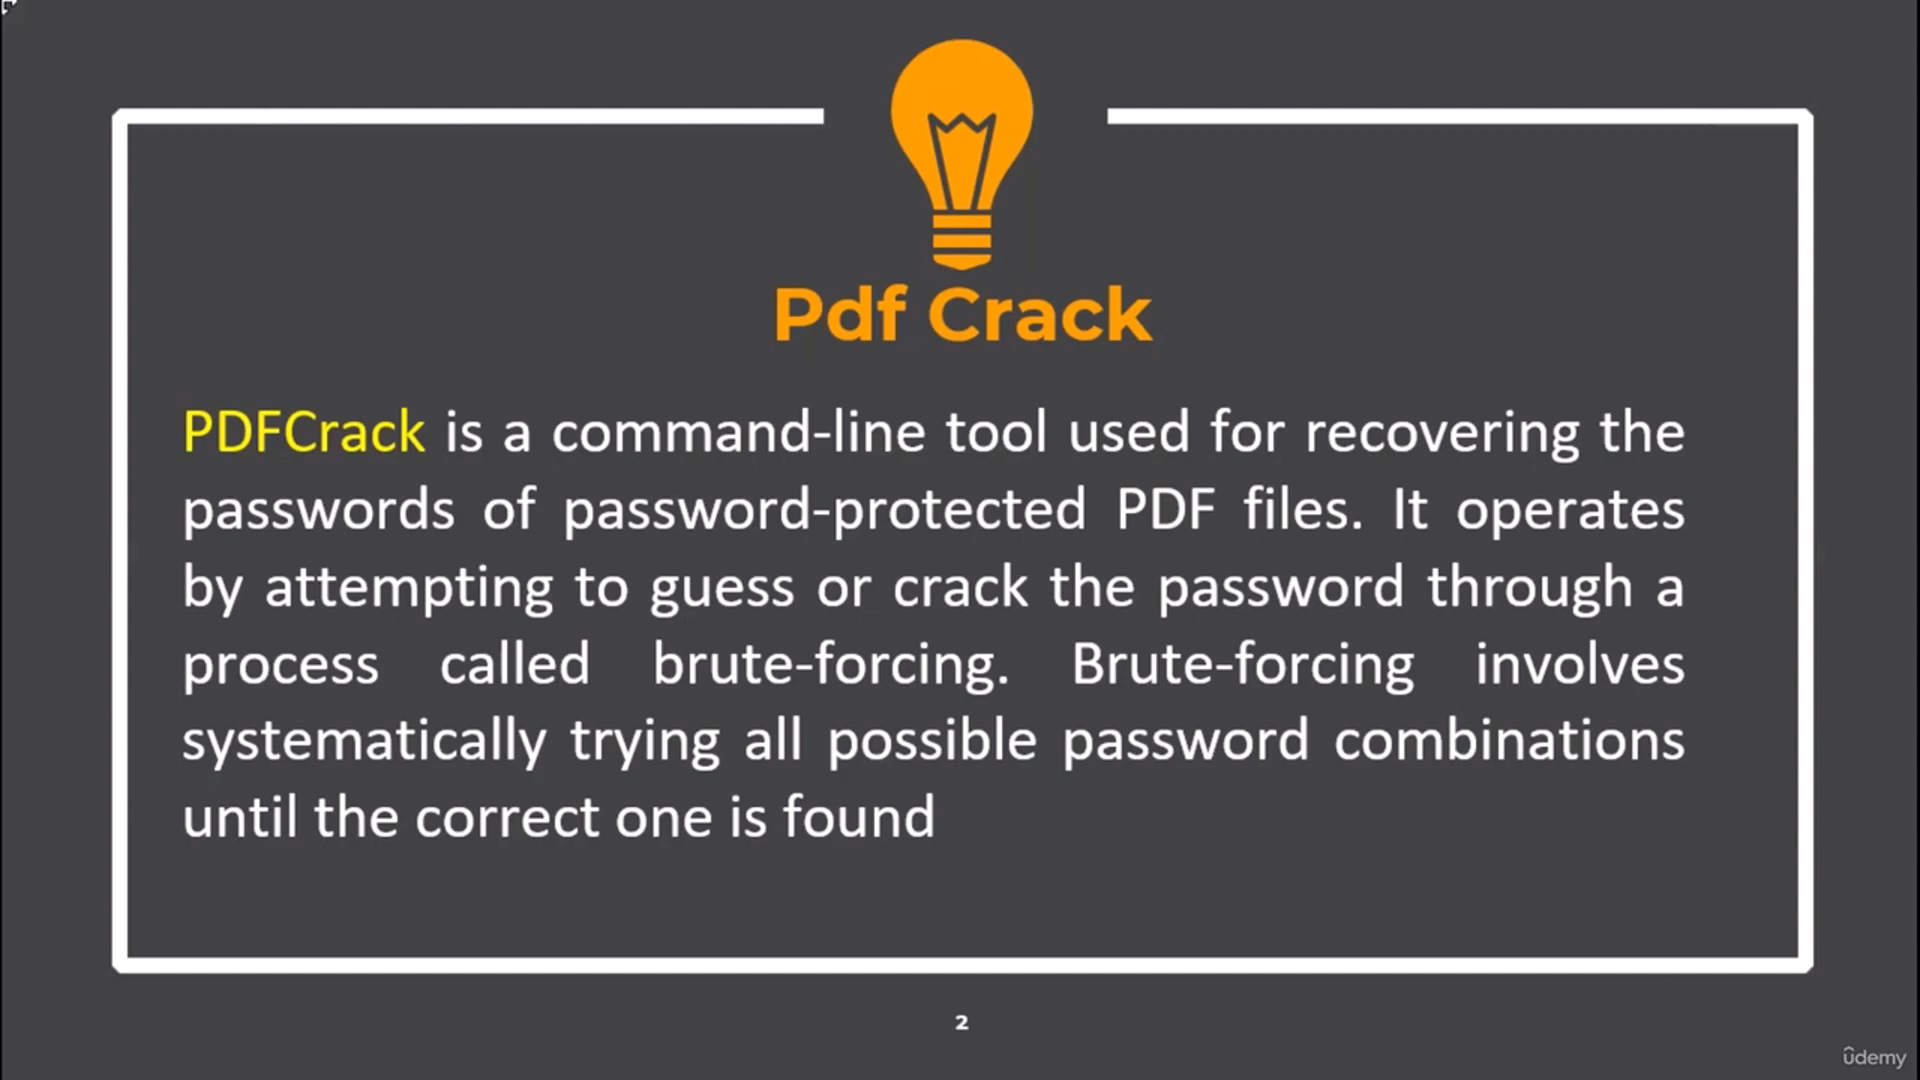 Pdf Crack
PDFCrack is a command-line tool used for recovering the
passwords of password-protected PDF files. It operates
by attempting to guess or crack the password through a
process called brute-forcing. Brute-forcing involves
systematically trying all possible password combinations
until the correct one is found
2
ûdemy